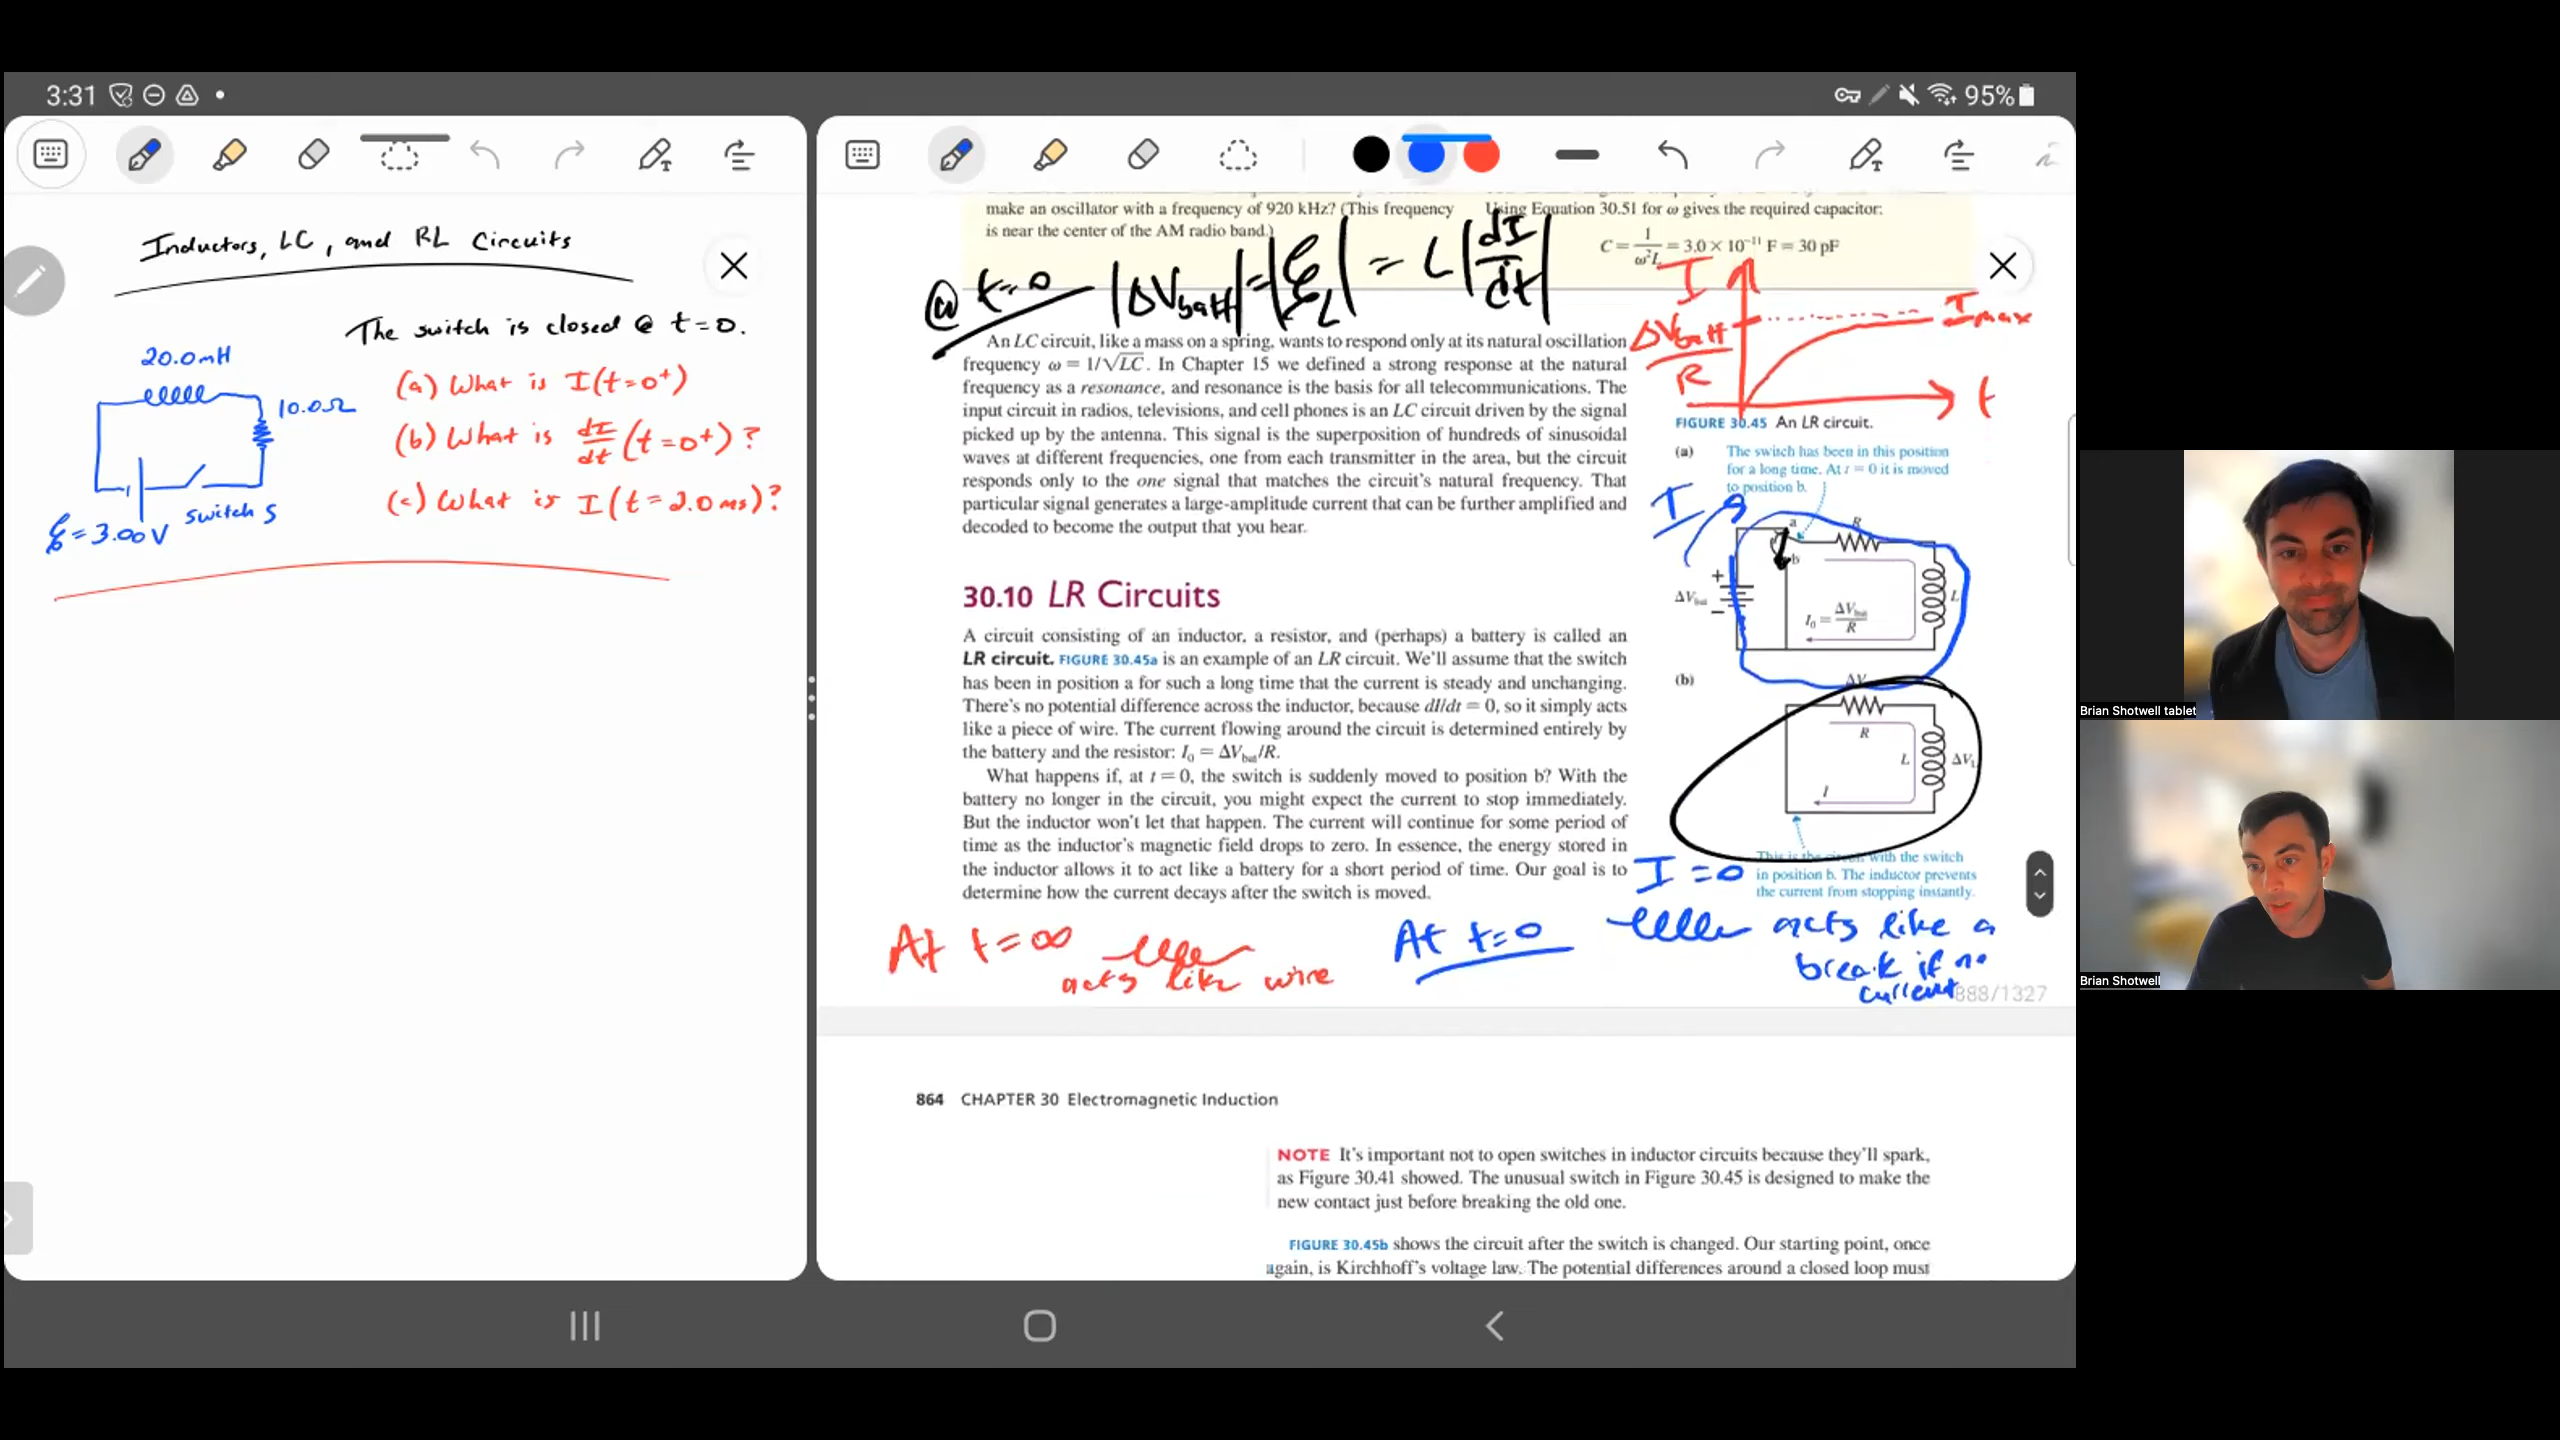 3:31
95%
Inductors, LC, and RL Circuits
The switch is closed @ t=0.
20.0mH
10.0Ω
ℰ=3.00V
switch S
(a) What is I(t=0⁺)
(b) What is dI/dt (t=0⁺)?
(c) What is I(t=2.0ms)?
make an oscillator with a frequency of 920 kHz? (This frequency
is near the center of the AM radio band.)
Using Equation 30.51 for ω gives the required capacitor:
C = 1/ω²L = 3.0 × 10⁻¹¹ F = 30 pF
@ t=0 |ΔVbatt| = |ℰL| = L|dI/dt|
I
Imax
ΔVbatt/R
t
An LC circuit, like a mass on a spring, wants to respond only at its natural oscillation
frequency ω = 1/√LC. In Chapter 15 we defined a strong response at the natural
frequency as a resonance, and resonance is the basis for all telecommunications. The
input circuit in radios, televisions, and cell phones is an LC circuit driven by the signal
picked up by the antenna. This signal is the superposition of hundreds of sinusoidal
waves at different frequencies, one from each transmitter in the area, but the circuit
responds only to the one signal that matches the circuit's natural frequency. That
particular signal generates a large-amplitude current that can be further amplified and
decoded to become the output that you hear.
30.10 LR Circuits
A circuit consisting of an inductor, a resistor, and (perhaps) a battery is called an
LR circuit. FIGURE 30.45a is an example of an LR circuit. We'll assume that the switch
has been in position a for such a long time that the current is steady and unchanging.
There's no potential difference across the inductor, because dI/dt = 0, so it simply acts
like a piece of wire. The current flowing around the circuit is determined entirely by
the battery and the resistor: I₀ = ΔVbat/R.
What happens if, at t = 0, the switch is suddenly moved to position b? With the
battery no longer in the circuit, you might expect the current to stop immediately.
But the inductor won't let that happen. The current will continue for some period of
time as the inductor's magnetic field drops to zero. In essence, the energy stored in
the inductor allows it to act like a battery for a short period of time. Our goal is to
determine how the current decays after the switch is moved.
FIGURE 30.45 An LR circuit.
(a)
The switch has been in this position
for a long time. At t = 0 it is moved
to position b.
I
a
R
b
+
−
ΔVbat
I₀ = ΔVbat/R
L
(b)
ΔV
R
L
ΔVL
I
This is the circuit with the switch
in position b. The inductor prevents
the current from stopping instantly.
I=0
At t=∞
acts like wire
At t=0
acts like a
break if no
current
888/1327
864 CHAPTER 30 Electromagnetic Induction
NOTE It's important not to open switches in inductor circuits because they'll spark,
as Figure 30.41 showed. The unusual switch in Figure 30.45 is designed to make the
new contact just before breaking the old one.
FIGURE 30.45b shows the circuit after the switch is changed. Our starting point, once
again, is Kirchhoff's voltage law. The potential differences around a closed loop must
Brian Shotwell tablet
Brian Shotwell